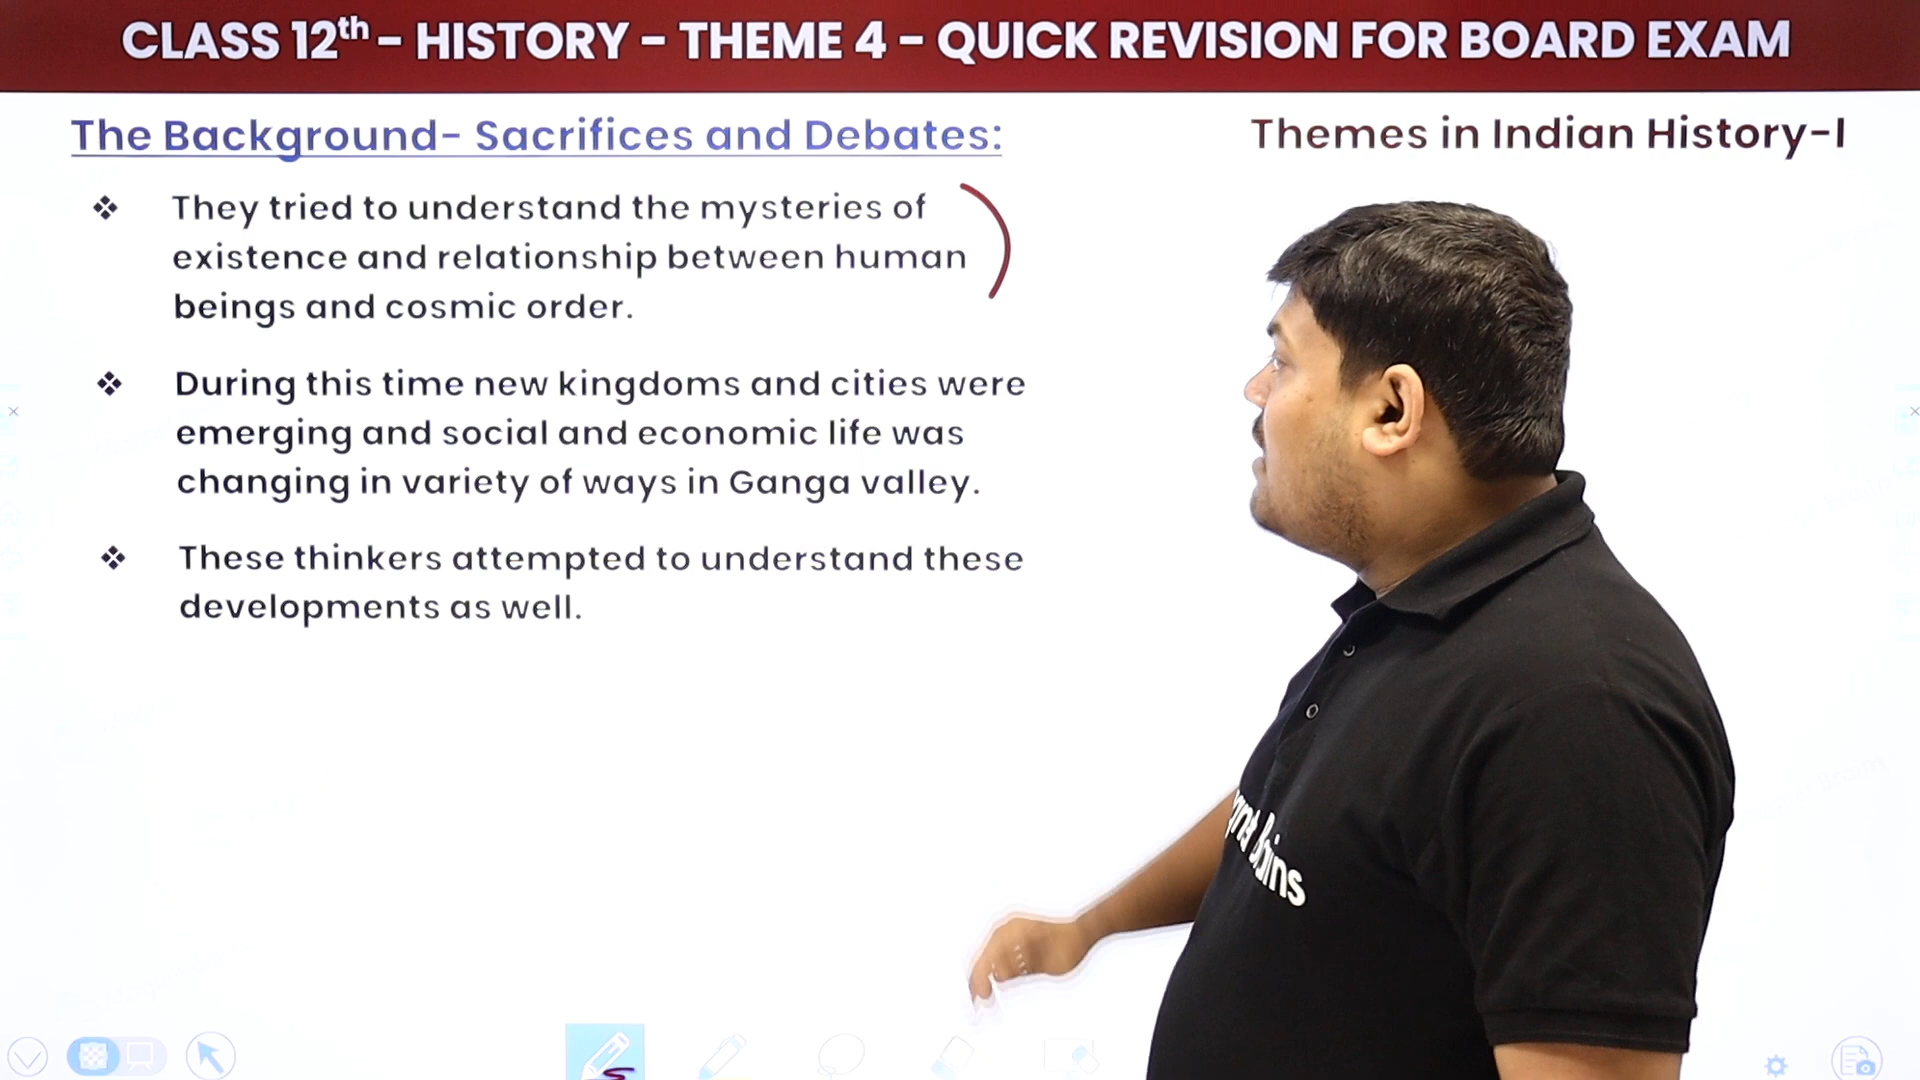 CLASS 12th - HISTORY - THEME 4 - QUICK REVISION FOR BOARD EXAM
The Background- Sacrifices and Debates:
Themes in Indian History-I
❖ They tried to understand the mysteries of
existence and relationship between human
beings and cosmic order.
❖ During this time new kingdoms and cities were
emerging and social and economic life was
changing in variety of ways in Ganga valley.
❖ These thinkers attempted to understand these
developments as well.